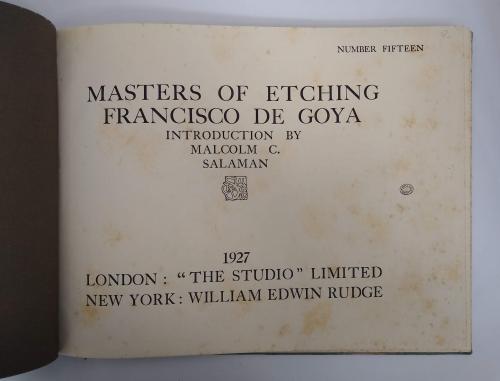 NUMBER FIFTEEN
MASTERS OF ETCHING
FRANCISCO DE GOYA
INTRODUCTION BY
MALCOLM C.
SALAMAN
1927
LONDON: "THE STUDIO" LIMITED
NEW YORK: WILLIAM EDWIN RUDGE